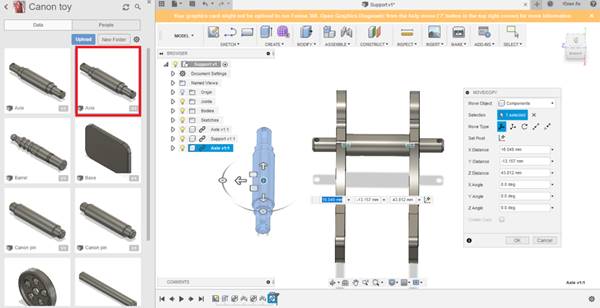 Canon toy
Data
People
Upload
New Folder
Axle
Axle
Barrel
Base
Canon pin
Canon pin
Support v1*
Your graphics card might not be optimal to run Fusion 360. Open Graphics Diagnostic from the help menu ("?" button in the top right corner) for more information.
SKETCH
CREATE
MODIFY
ASSEMBLE
CONSTRUCT
INSPECT
INSERT
MAKE
ADD-INS
SELECT
BROWSER
Support v1
Document Settings
Named Views
Origin
Joints
Bodies
Sketches
Axle v1:1
Support v1:1
Axle v1:1
16.048 mm
-13.157 mm
43.012 mm
MOVE/COPY
Move Object
Components
Selection
1 selected
Move Type
Set Pivot
X Distance
16.048 mm
Y Distance
-13.157 mm
Z Distance
43.012 mm
X Angle
0.0 deg
Y Angle
0.0 deg
Z Angle
0.0 deg
Create Copy
OK
Cancel
COMMENTS
Axle v1:1